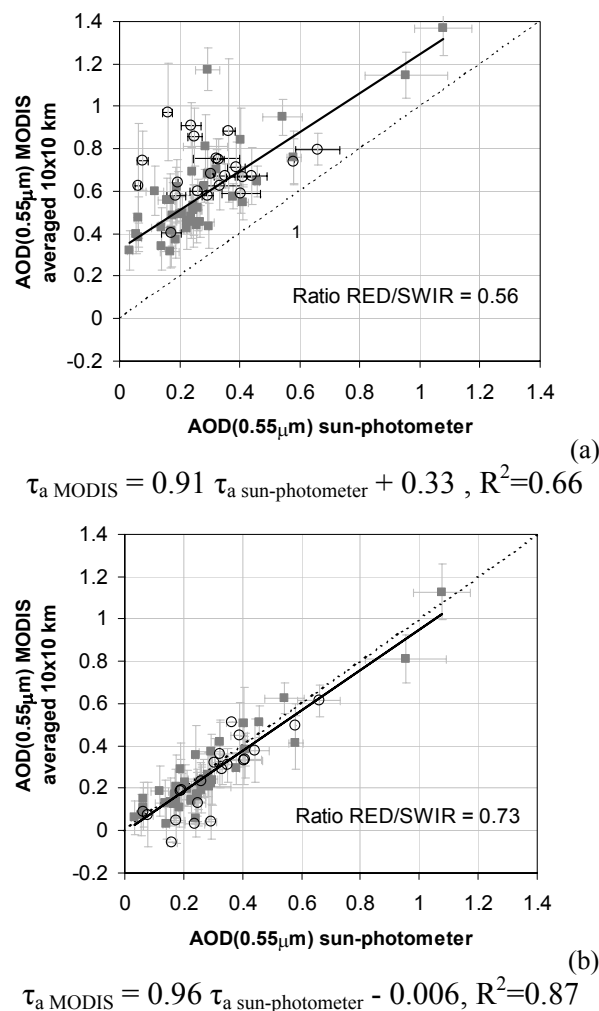 1.4
1.2
1
0.8
0.6
0.4
0.2
0
-0.2
AOD(0.55µm) MODIS
averaged 10x10 km
1
Ratio RED/SWIR = 0.56
0 0.2 0.4 0.6 0.8 1 1.2 1.4
AOD(0.55µm) sun-photometer
(a)
τa MODIS = 0.91 τa sun-photometer + 0.33 , R2=0.66
1.4
1.2
1
0.8
0.6
0.4
0.2
0
-0.2
AOD(0.55µm) MODIS
averaged 10x10 km
Ratio RED/SWIR = 0.73
0 0.2 0.4 0.6 0.8 1 1.2 1.4
AOD(0.55µm) sun-photometer
(b)
τa MODIS = 0.96 τa sun-photometer - 0.006, R2=0.87